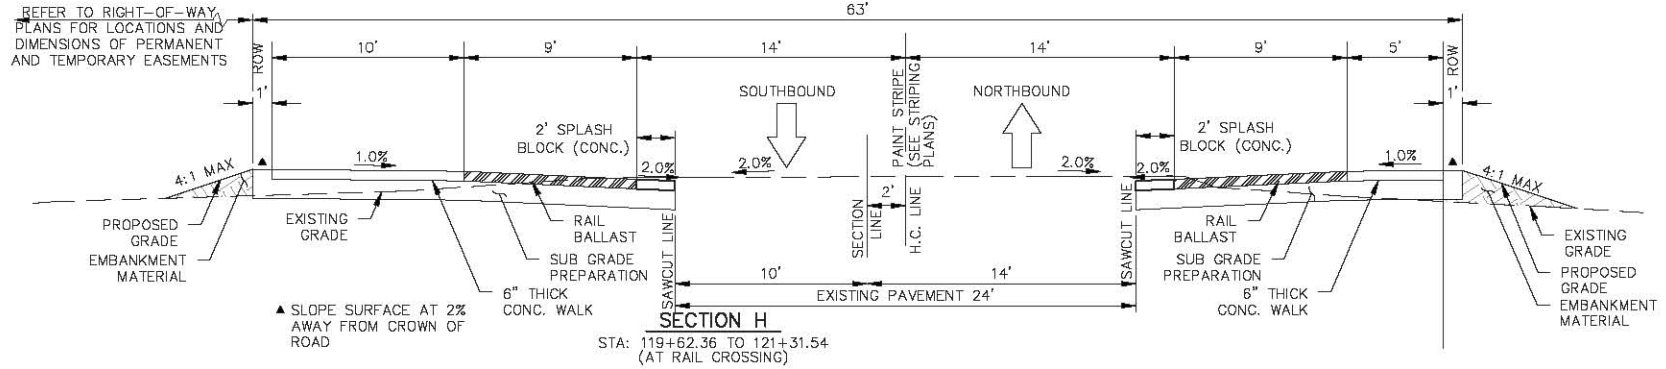 REFER TO RIGHT-OF-WAY
PLANS FOR LOCATIONS AND
DIMENSIONS OF PERMANENT
AND TEMPORARY EASEMENTS
63'
ROW
10'
9'
14'
14'
9'
5'
ROW
1'
1'
SOUTHBOUND
NORTHBOUND
PAINT STRIPE
(SEE STRIPING
PLANS)
2' SPLASH
BLOCK (CONC.)
2' SPLASH
BLOCK (CONC.)
4:1 MAX
▲
1.0%
2.0%
2.0%
2.0%
2.0%
1.0%
▲
4:1 MAX
PROPOSED
GRADE
EMBANKMENT
MATERIAL
EXISTING
GRADE
RAIL
BALLAST
SUB GRADE
PREPARATION
6" THICK
CONC. WALK
SAWCUT LINE
SECTION
LINE
2'
H.C. LINE
SAWCUT LINE
RAIL
BALLAST
SUB GRADE
PREPARATION
6" THICK
CONC. WALK
EXISTING
GRADE
PROPOSED
GRADE
EMBANKMENT
MATERIAL
10'
14'
EXISTING PAVEMENT 24'
▲ SLOPE SURFACE AT 2%
AWAY FROM CROWN OF
ROAD
SECTION H
STA: 119+62.36 TO 121+31.54
(AT RAIL CROSSING)